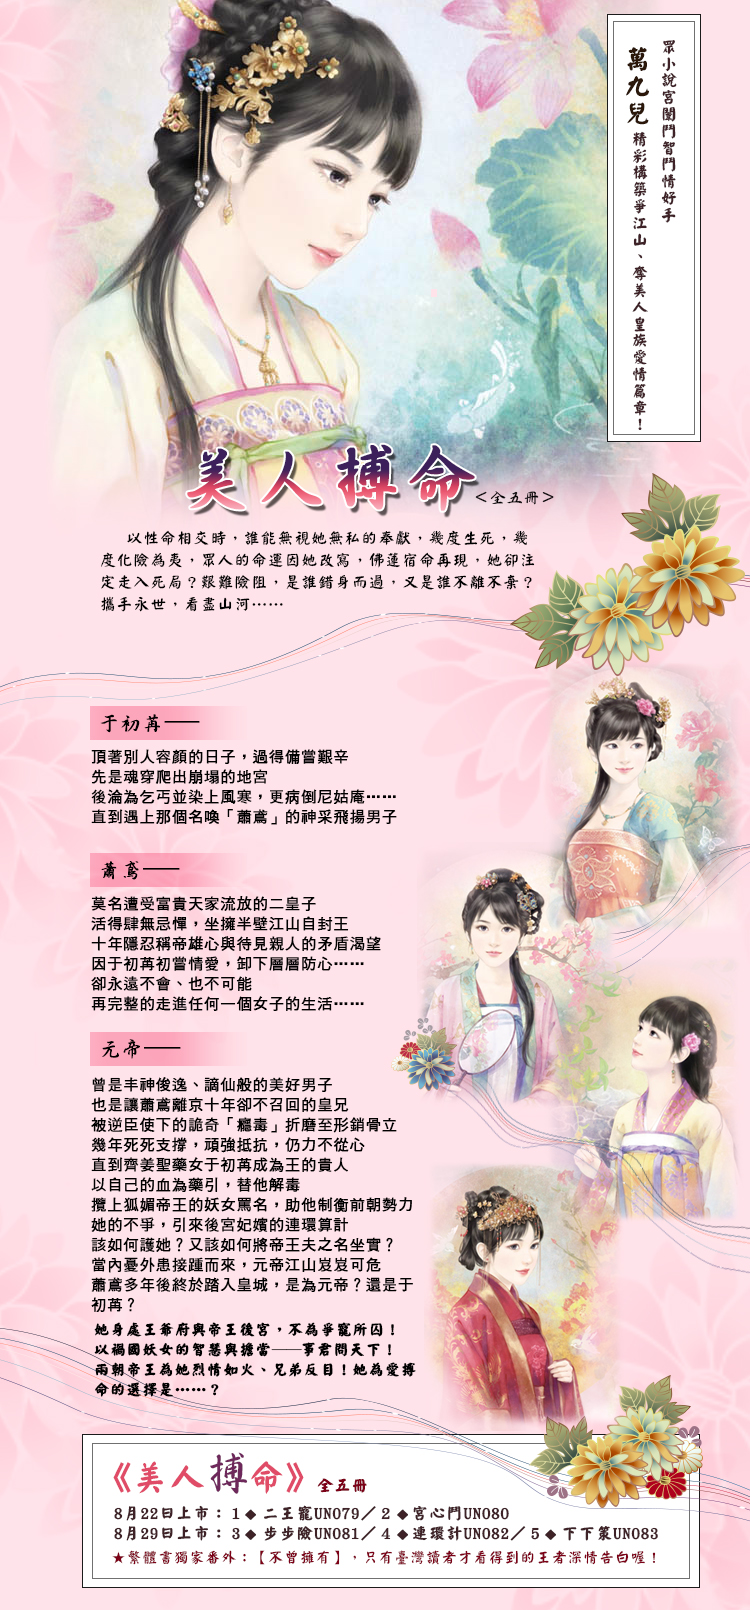 眾小說宮闈鬥智鬥情好手
萬九兒精彩構築爭江山、奪美人皇族愛情篇章！
美人搏命<全五冊>
以性命相交時，誰能無視她無私的奉獻，幾度生死，幾
度化險為夷，眾人的命運因她改寫，佛蓮宿命再現，她卻注
定走入死局？艱難險阻，是誰錯身而過，又是誰不離不棄？
攜手永世，看盡山河……
于初苒──
頂著別人容顏的日子，過得備嘗艱辛
先是魂穿爬出崩塌的地宮
後淪為乞丐並染上風寒，更病倒尼姑庵……
直到遇上那個名喚「蕭鳶」的神采飛揚男子
蕭鳶──
莫名遭受富貴天家流放的二皇子
活得肆無忌憚，坐擁半壁江山自封王
十年隱忍稱帝雄心與待見親人的矛盾渴望
因于初苒初嘗情愛，卸下層層防心……
卻永遠不會、也不可能
再完整的走進任何一個女子的生活……
元帝──
曾是丰神俊逸、謫仙般的美好男子
也是讓蕭鳶離京十年卻不召回的皇兄
被逆臣使下的詭奇「癮毒」折磨至形銷骨立
幾年死死支撐，頑強抵抗，仍力不從心
直到齊姜聖藥女于初苒成為王的貴人
以自己的血為藥引，替他解毒
攬上狐媚帝王的妖女罵名，助他制衡前朝勢力
她的不爭，引來後宮妃嬪的連環算計
該如何護她？又該如何將帝王夫之名坐實？
當內憂外患接踵而來，元帝江山岌岌可危
蕭鳶多年後終於踏入皇城，是為元帝？還是于
初苒？
她身處王爺府與帝王後宮，不為爭寵所囚！
以禍國妖女的智慧與擔當──事君問天下！
兩朝帝王為她烈情如火、兄弟反目！她為愛搏
命的選擇是……？
《美人搏命》全五冊
8月22日上市：1◆二王寵UN079／2◆宮心鬥UN080
8月29日上市：3◆步步險UN081／4◆連環計UN082／5◆下下策UN083
★繁體書獨家番外：【不曾擁有】，只有臺灣讀者才看得到的王者深情告白喔！